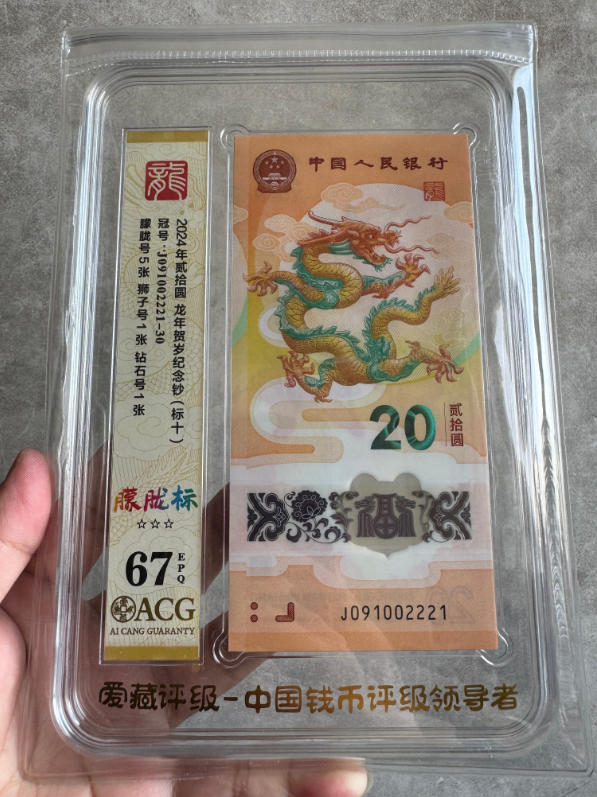 龍
2024年贰拾圆 龙年贺岁纪念钞（标十）
冠号:J091002221-30
朦胧号5张 狮子号1张 钻石号1张
朦胧标
☆☆☆
67 EPQ
ACG
AI CANG GUARANTY
中国人民银行
20 贰拾圆
J091002221
爱藏评级-中国钱币评级领导者